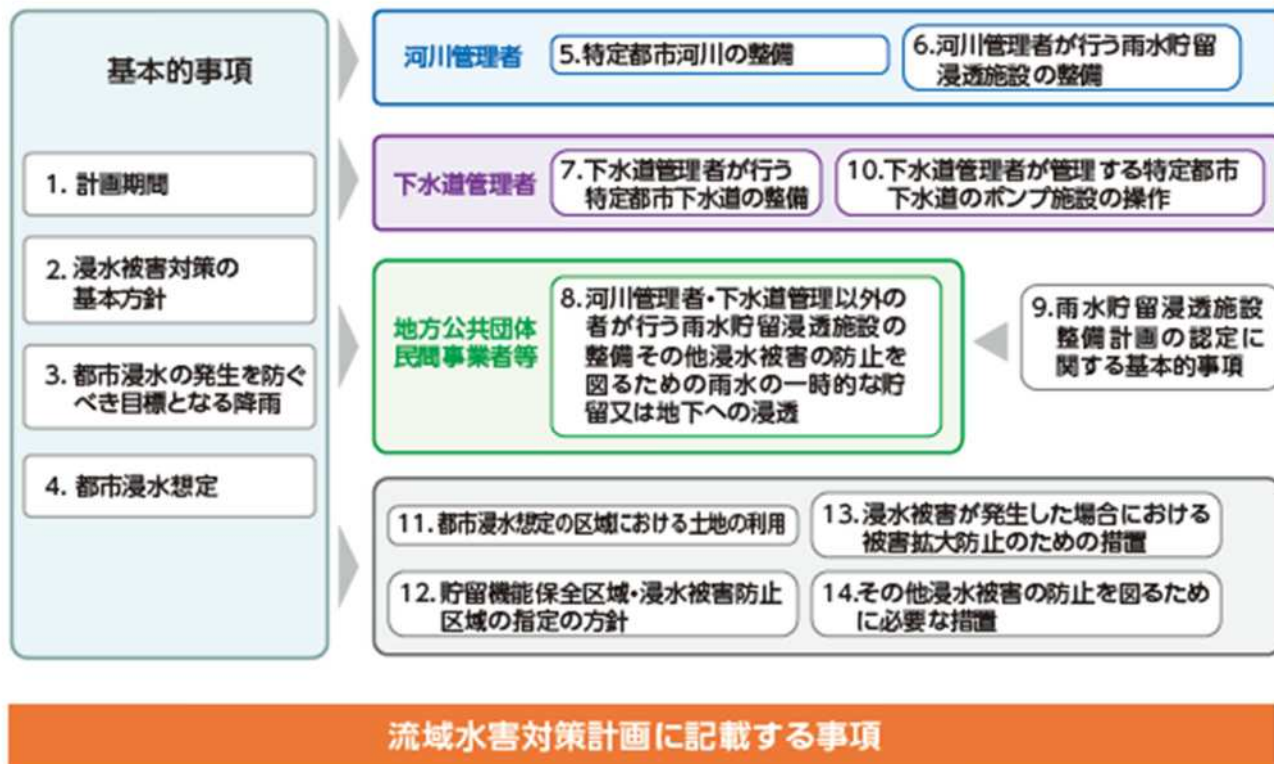 基本的事項
1. 計画期間
2. 浸水被害対策の
基本方針
3. 都市浸水の発生を防ぐ
べき目標となる降雨
4. 都市浸水想定
河川管理者
5.特定都市河川の整備
6.河川管理者が行う雨水貯留
浸透施設の整備
下水道管理者
7.下水道管理者が行う
特定都市下水道の整備
10.下水道管理者が管理する特定都市
下水道のポンプ施設の操作
地方公共団体
民間事業者等
8.河川管理者・下水道管理以外の
者が行う雨水貯留浸透施設の
整備その他浸水被害の防止を
図るための雨水の一時的な貯
留又は地下への浸透
9.雨水貯留浸透施設
整備計画の認定に
関する基本的事項
11.都市浸水想定の区域における土地の利用
13.浸水被害が発生した場合における
被害拡大防止のための措置
12.貯留機能保全区域・浸水被害防止
区域の指定の方針
14.その他浸水被害の防止を図るため
に必要な措置
流域水害対策計画に記載する事項